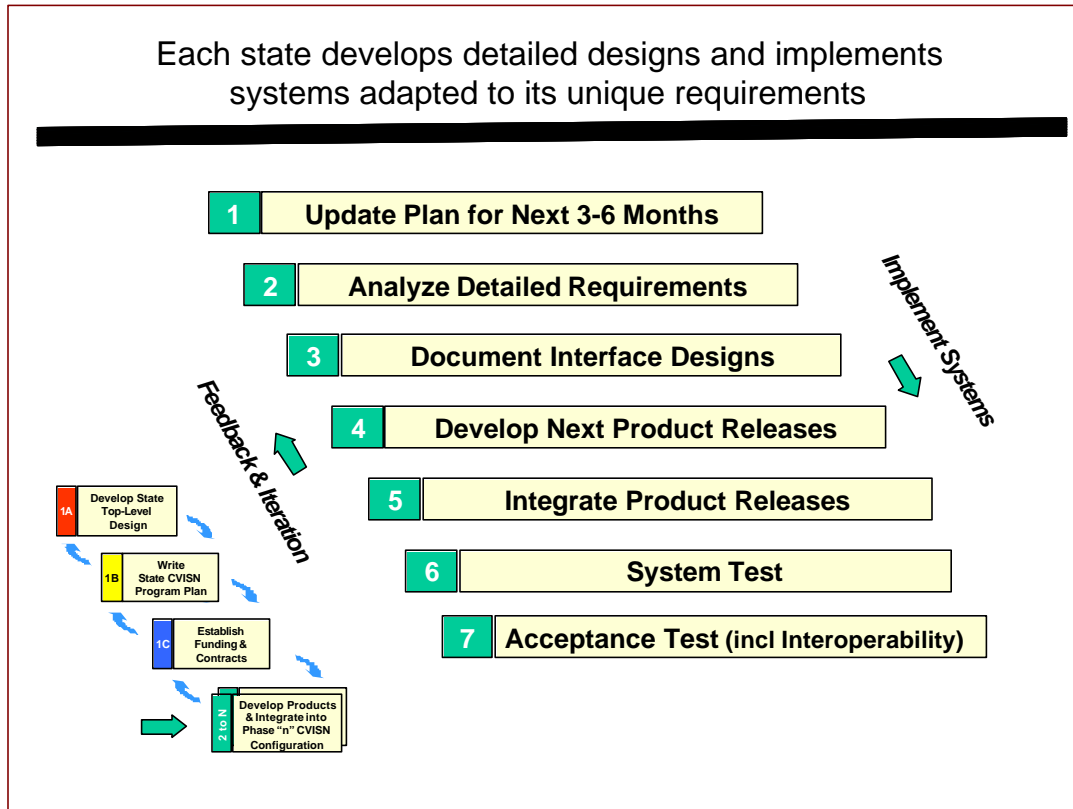 Each state develops detailed designs and implements
systems adapted to its unique requirements
1 Update Plan for Next 3-6 Months
2 Analyze Detailed Requirements
3 Document Interface Designs
4 Develop Next Product Releases
5 Integrate Product Releases
6 System Test
7 Acceptance Test (incl Interoperability)
Implement Systems
Feedback & Iteration
1A
Develop State
Top-Level
Design
1B
Write
State CVISN
Program Plan
1C
Establish
Funding &
Contracts
2 to N
Develop Products
& Integrate into
Phase “n” CVISN
Configuration